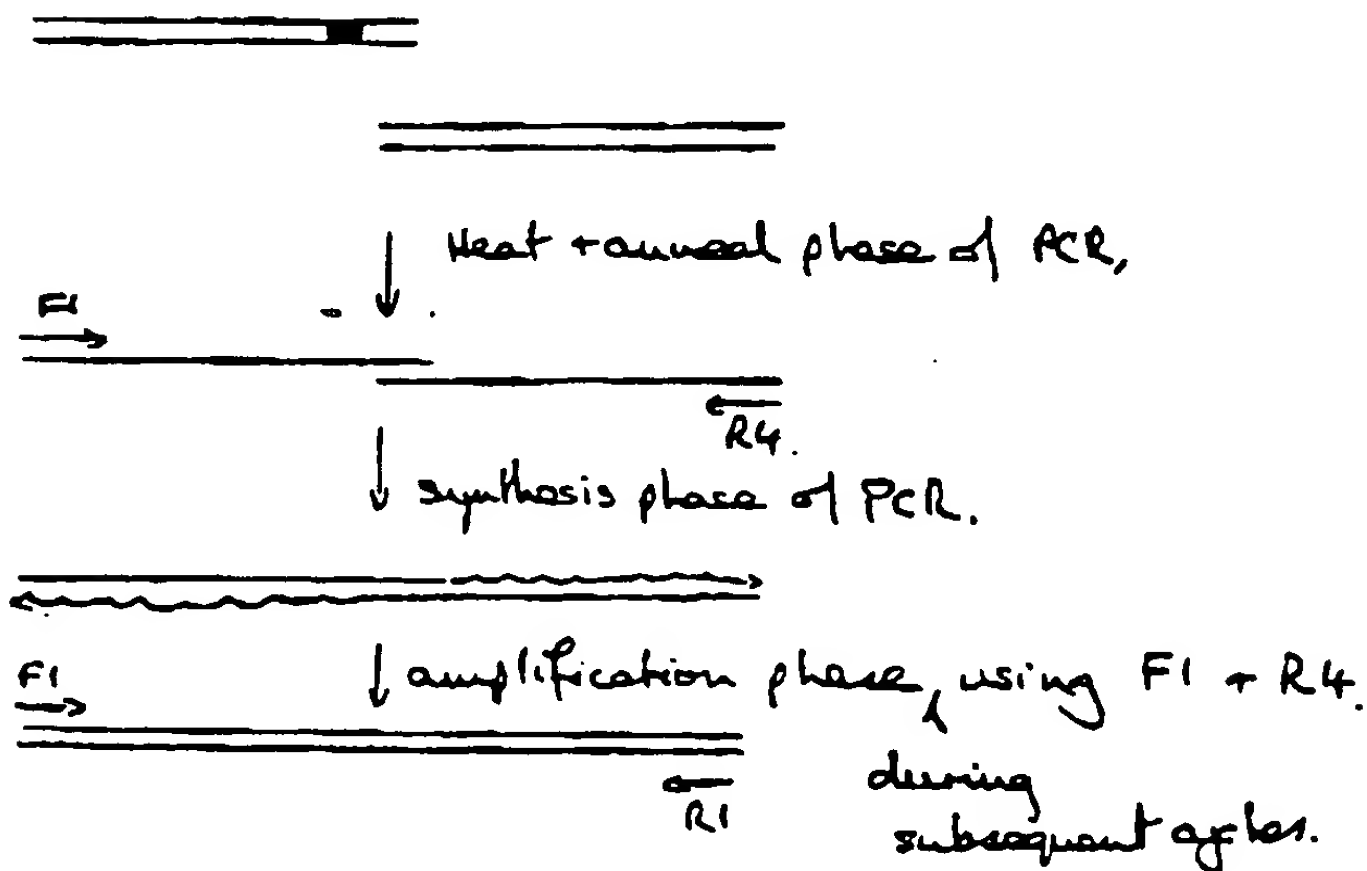 Heat + anneal phase of PCR,
F1
R4.
synthesis phase of PCR.
F1
amplification phase, using F1 + R4.
R1
during
subsequent cycles.